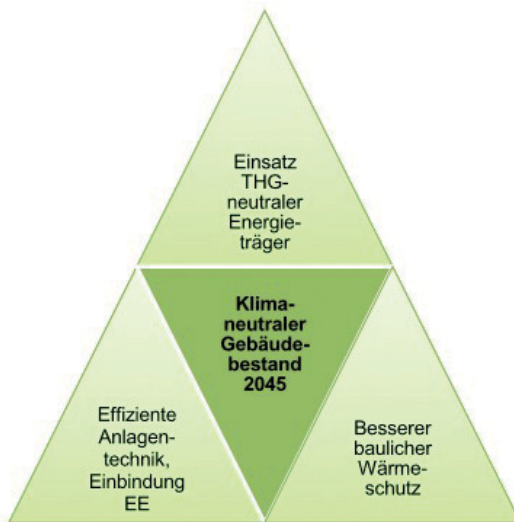 Einsatz
THG-
neutraler
Energie-
träger
Klima-
neutraler
Gebäude-
bestand
2045
Effiziente
Anlagen-
technik,
Einbindung
EE
Besserer
baulicher
Wärme-
schutz